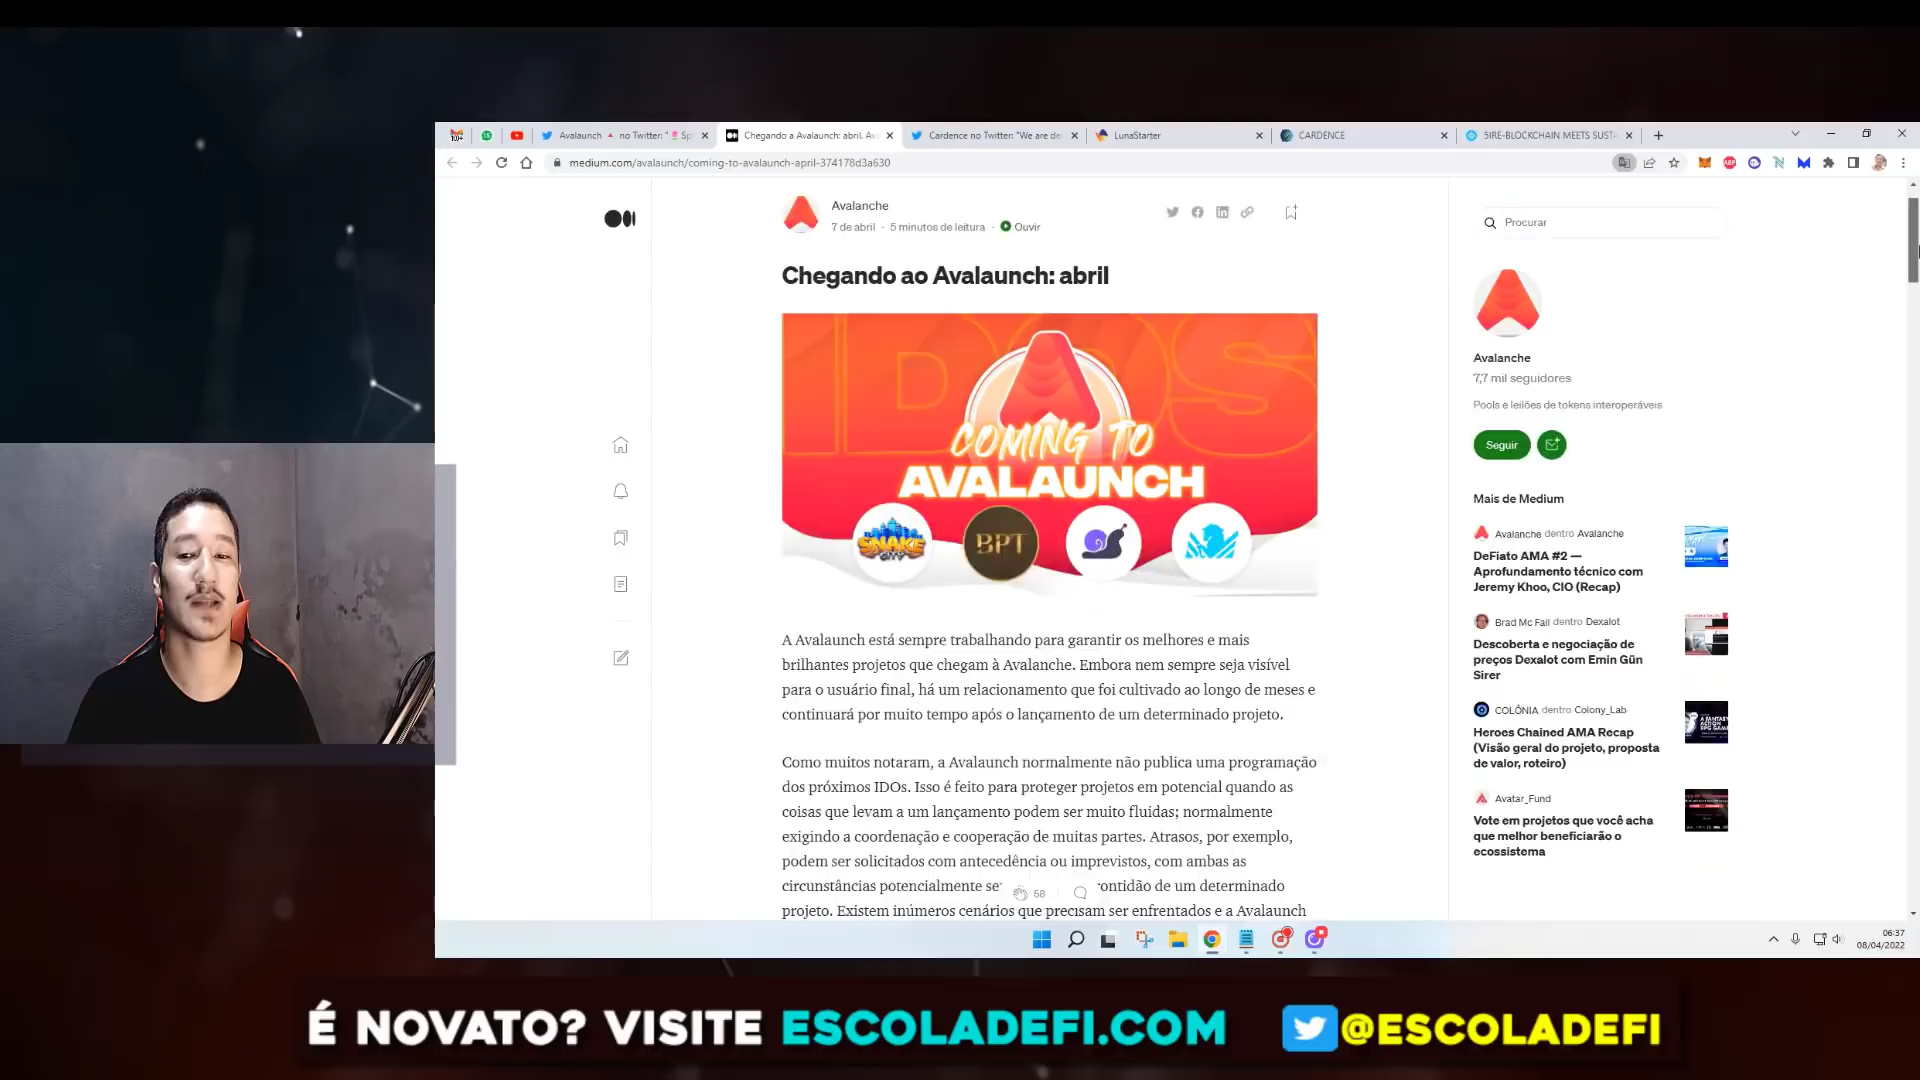 Avalaunch 🔺 no Twitter: "🌷Sp
Chegando a Avalaunch: abril. Av
Cardence no Twitter: "We are de
LunaStarter
CARDENCE
5IRE-BLOCKCHAIN MEETS SUST
medium.com/avalaunch/coming-to-avalaunch-april-374178d3a630
Avalanche
7 de abril · 5 minutos de leitura · Ouvir
Chegando ao Avalaunch: abril
IDOS
COMING TO
AVALAUNCH
SNAKE
CITY
BPT
A Avalaunch está sempre trabalhando para garantir os melhores e mais
brilhantes projetos que chegam à Avalanche. Embora nem sempre seja visível
para o usuário final, há um relacionamento que foi cultivado ao longo de meses e
continuará por muito tempo após o lançamento de um determinado projeto.
Como muitos notaram, a Avalaunch normalmente não publica uma programação
dos próximos IDOs. Isso é feito para proteger projetos em potencial quando as
coisas que levam a um lançamento podem ser muito fluidas; normalmente
exigindo a coordenação e cooperação de muitas partes. Atrasos, por exemplo,
podem ser solicitados com antecedência ou imprevistos, com ambas as
circunstâncias potencialmente se rontidão de um determinado
58
projeto. Existem inúmeros cenários que precisam ser enfrentados e a Avalaunch
Procurar
Avalanche
7,7 mil seguidores
Pools e leilões de tokens interoperáveis
Seguir
Mais de Medium
Avalanche dentro Avalanche
DeFiato AMA #2 —
Aprofundamento técnico com
Jeremy Khoo, CIO (Recap)
Brad Mc Fall dentro Dexalot
Descoberta e negociação de
preços Dexalot com Emin Gün
Sirer
COLÔNIA dentro Colony_Lab
Heroes Chained AMA Recap
(Visão geral do projeto, proposta
de valor, roteiro)
Avatar_Fund
Vote em projetos que você acha
que melhor beneficiarão o
ecossistema
06:37
08/04/2022
É NOVATO? VISITE ESCOLADEFI.COM
@ESCOLADEFI